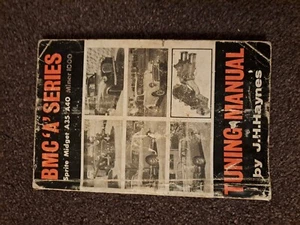 BMC 'A' SERIES
Sprite Midget A35 A40 Minor 1000
TUNING MANUAL
by J.H.Haynes